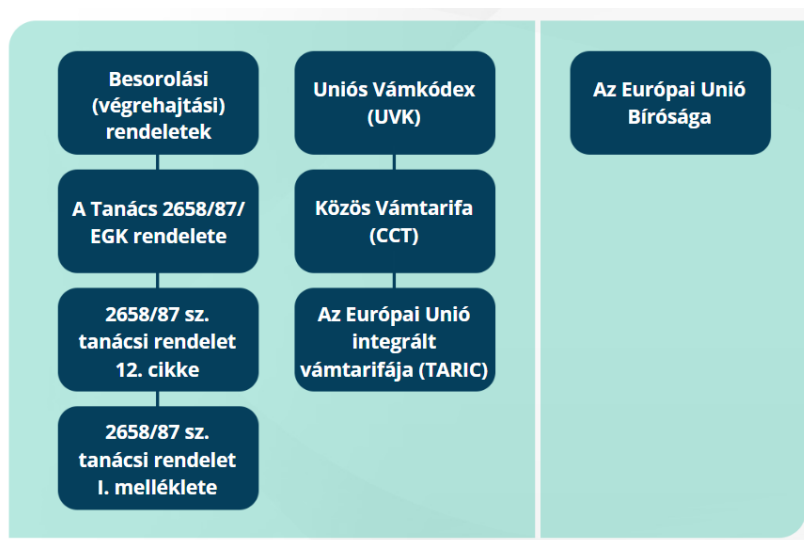 Besorolási
(végrehajtási)
rendeletek
A Tanács 2658/87/
EGK rendelete
2658/87 sz.
tanácsi rendelet
12. cikke
2658/87 sz.
tanácsi rendelet
I. melléklete
Uniós Vámkódex
(UVK)
Közös Vámtarifa
(CCT)
Az Európai Unió
integrált
vámtarifája (TARIC)
Az Európai Unió
Bírósága